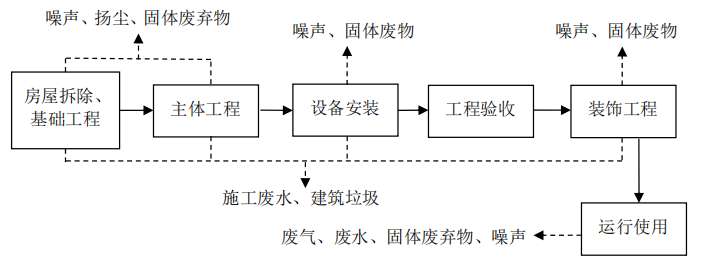 噪声、扬尘、固体废弃物
噪声、固体废物
噪声、固体废物
房屋拆除、
基础工程
主体工程
设备安装
工程验收
装饰工程
施工废水、建筑垃圾
运行使用
废气、废水、固体废弃物、噪声